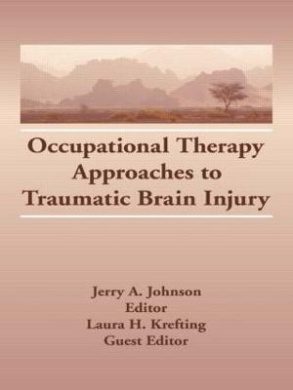 Occupational Therapy
Approaches to
Traumatic Brain Injury
Jerry A. Johnson
Editor
Laura H. Krefting
Guest Editor